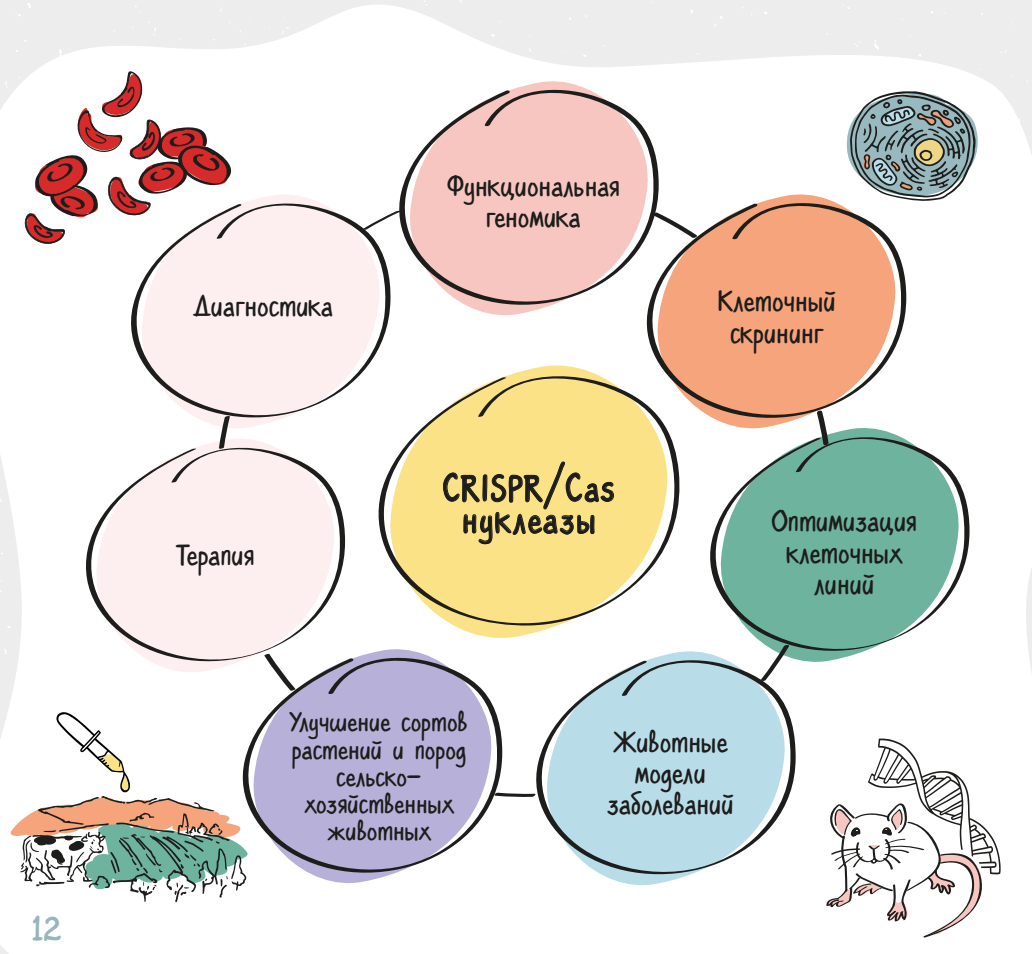 Функциональная
геномика
Диагностика
Клеточный
скрининг
CRISPR/Cas
нуклеазы
Оптимизация
клеточных
линий
Терапия
Улучшение сортов
растений и пород
сельско-
хозяйственных
животных
Животные
модели
заболеваний
12